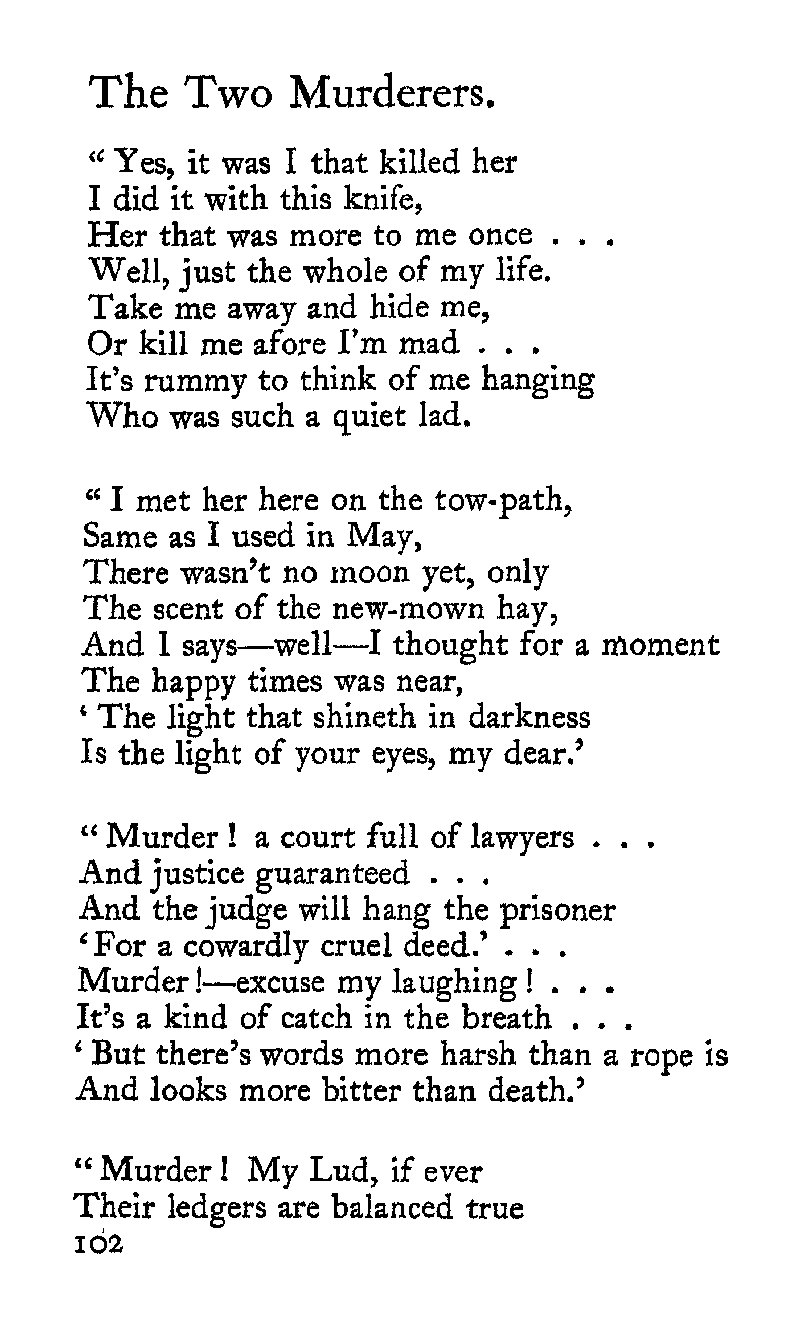 The Two Murderers.
“ Yes, it was I that killed her
I did it with this knife,
Her that was more to me once . . .
Well, just the whole of my life.
Take me away and hide me,
Or kill me afore I’m mad . . .
It’s rummy to think of me hanging
Who was such a quiet lad.
“ I met her here on the tow-path,
Same as I used in May,
There wasn’t no moon yet, only
The scent of the new-mown hay,
And I says—well—I thought for a moment
The happy times was near,
‘ The light that shineth in darkness
Is the light of your eyes, my dear.’
“ Murder ! a court full of lawyers . . .
And justice guaranteed . . .
And the judge will hang the prisoner
‘ For a cowardly cruel deed.’ . . .
Murder !—excuse my laughing ! . . .
It’s a kind of catch in the breath . . .
‘ But there’s words more harsh than a rope is
And looks more bitter than death.’
“ Murder ! My Lud, if ever
Their ledgers are balanced true
102